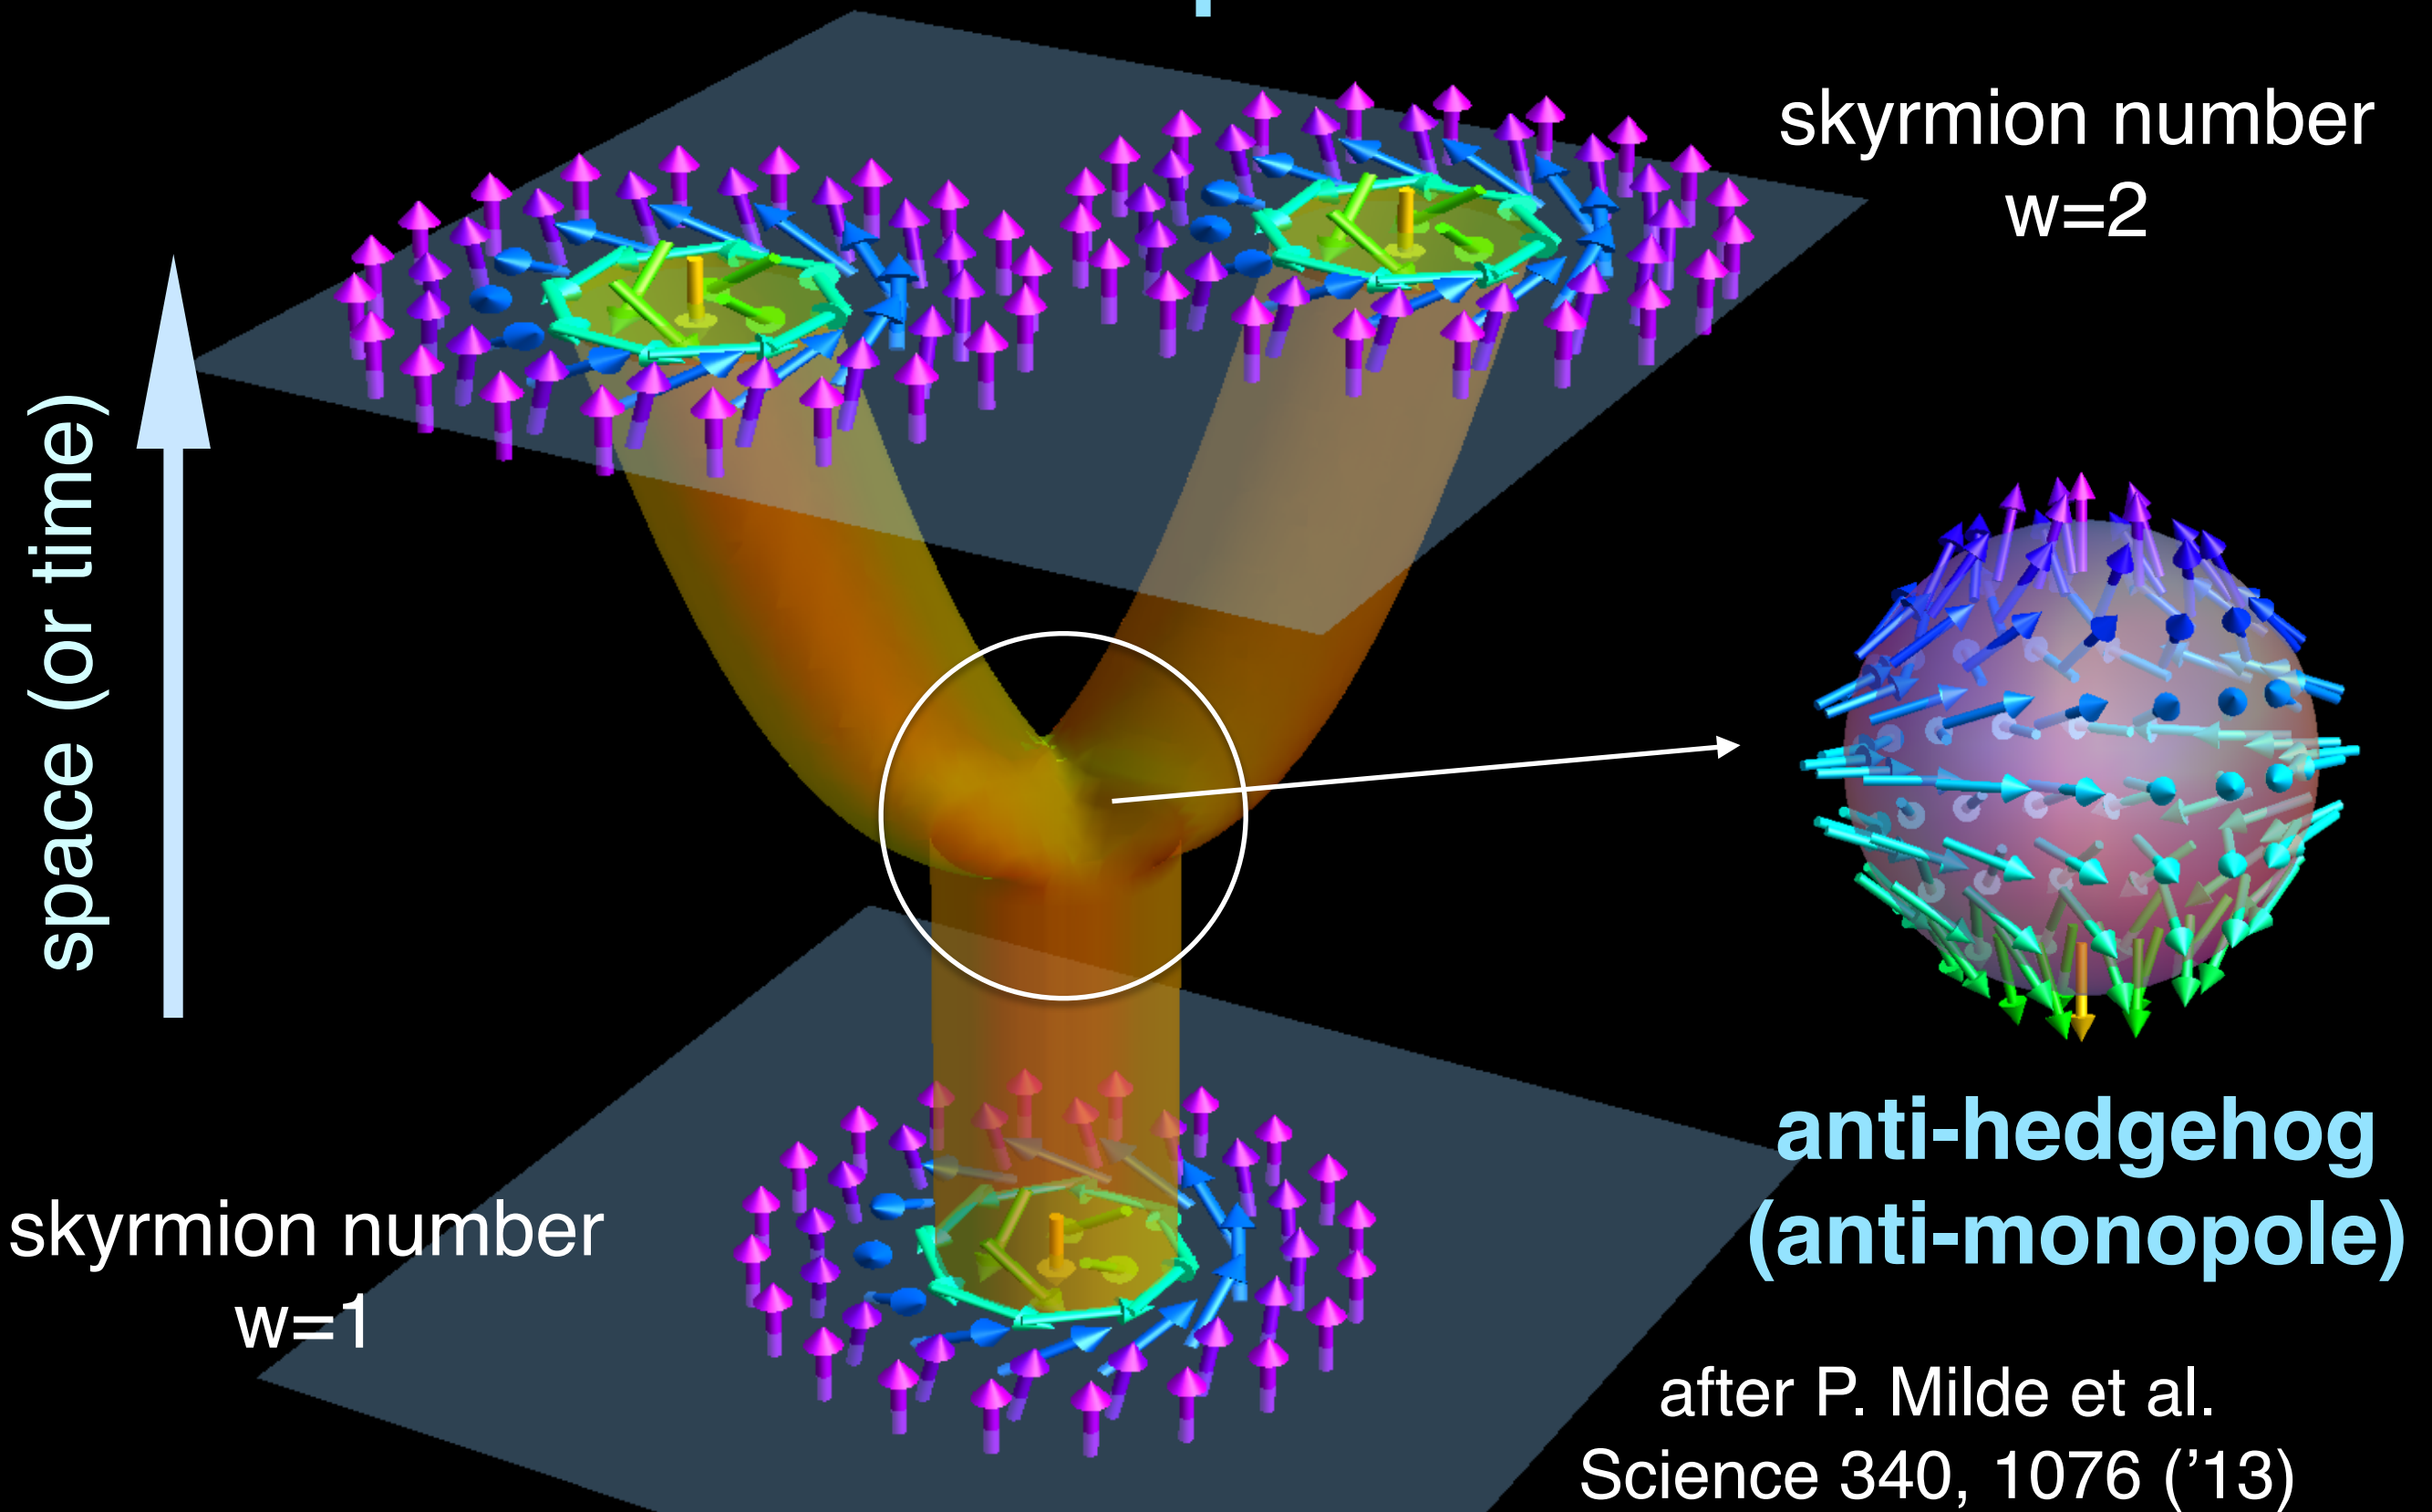 skyrmion number
w=2
space (or time)
anti-hedgehog
(anti-monopole)
skyrmion number
w=1
after P. Milde et al.
Science 340, 1076 (’13)